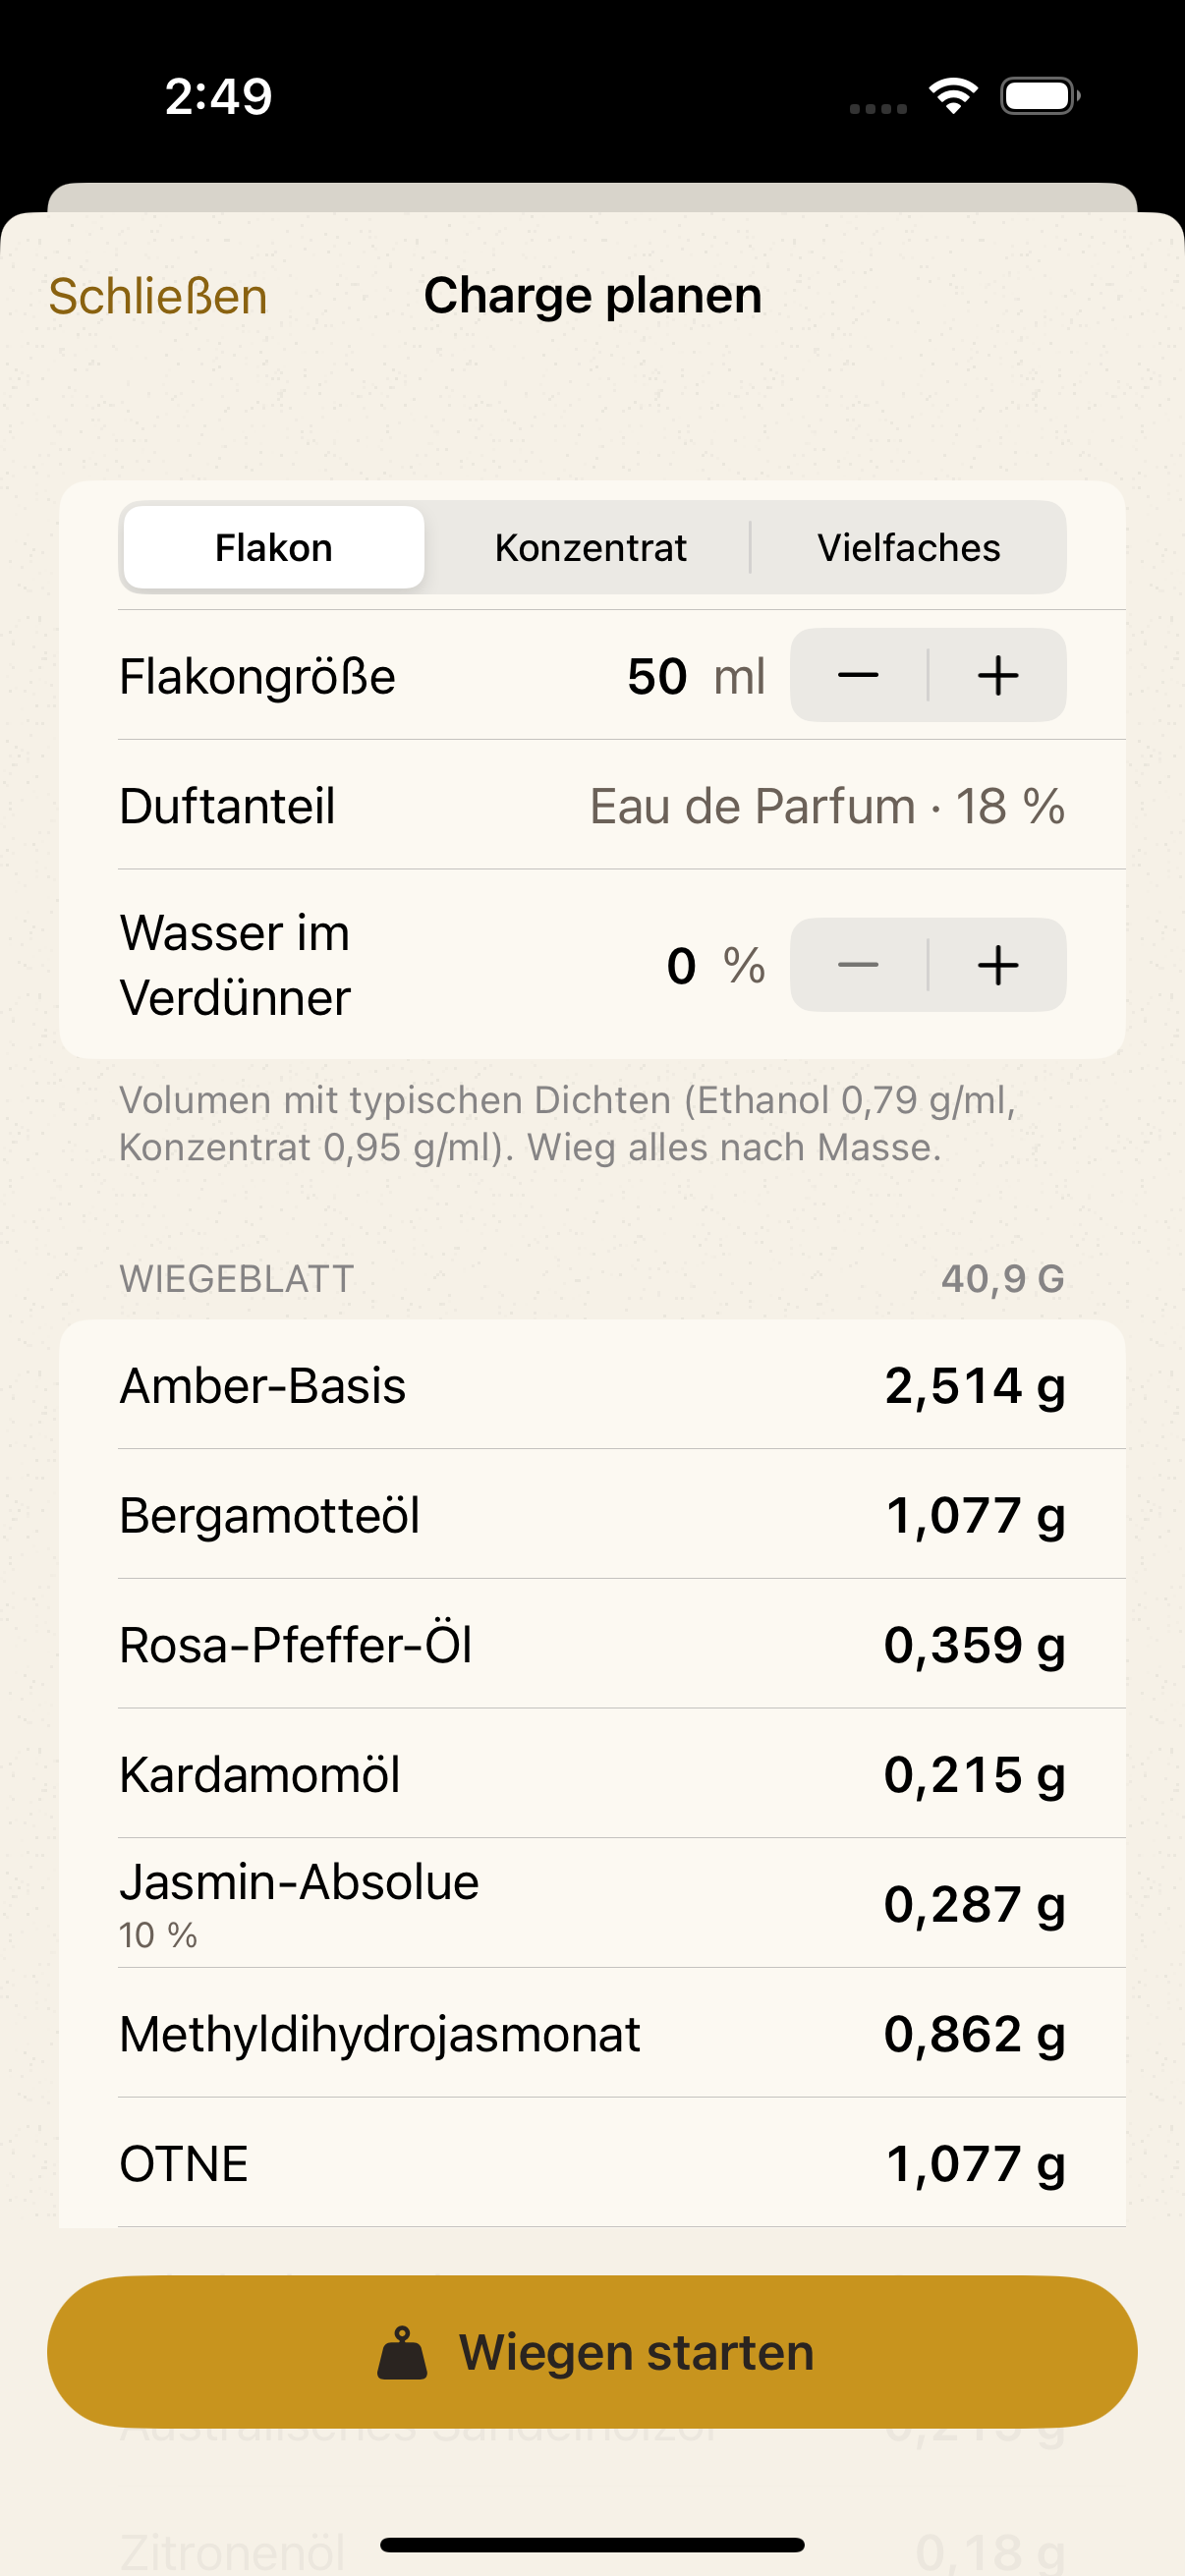 2:49
Schließen
Charge planen
Flakon
Konzentrat
Vielfaches
Flakongröße
50 ml
Duftanteil
Eau de Parfum · 18 %
Wasser im
Verdünner
0 %
Volumen mit typischen Dichten (Ethanol 0,79 g/ml,
Konzentrat 0,95 g/ml). Wieg alles nach Masse.
WIEGEBLATT
40,9 G
Amber-Basis
2,514 g
Bergamotteöl
1,077 g
Rosa-Pfeffer-Öl
0,359 g
Kardamomöl
0,215 g
Jasmin-Absolue
10 %
0,287 g
Methyldihydrojasmonat
0,862 g
OTNE
1,077 g
Wiegen starten
Zitronenöl
0,18 g